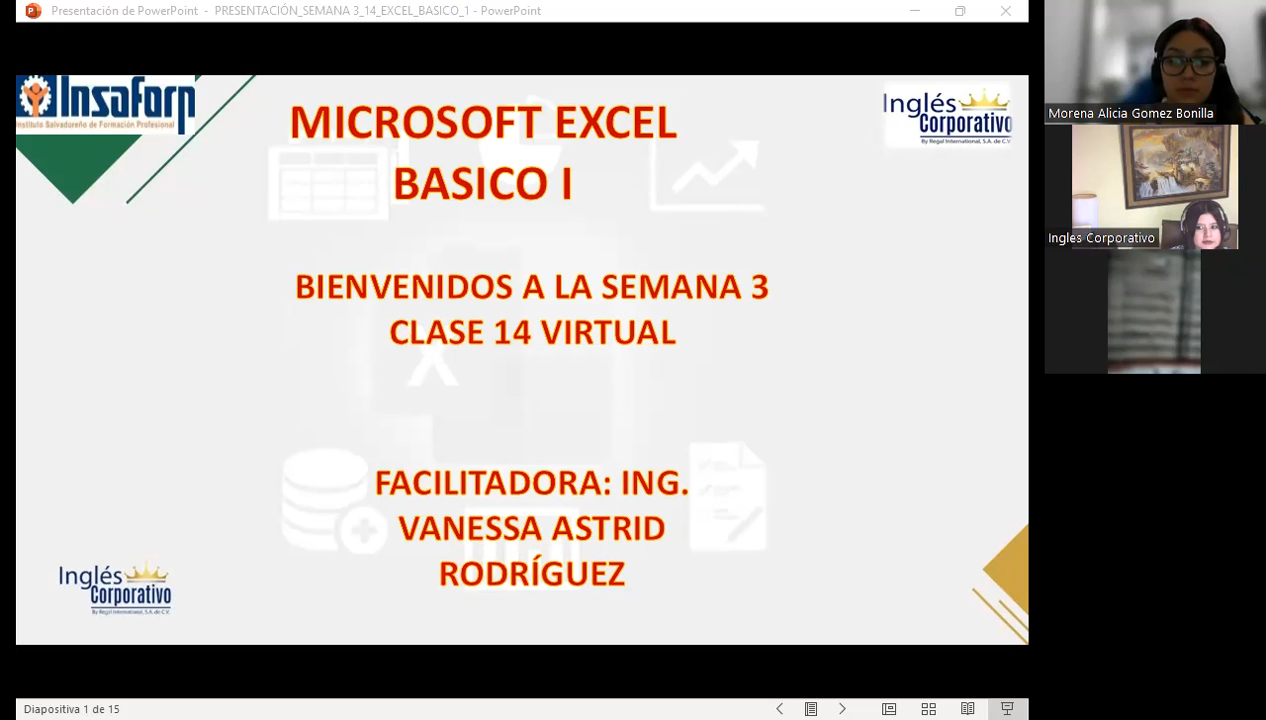 Presentación de PowerPoint - PRESENTACIÓN_SEMANA 3_14_EXCEL_BASICO_1 - PowerPoint
Insaforp
Instituto Salvadoreño de Formación Profesional
MICROSOFT EXCEL
BASICO I
Inglés
Corporativo
By Regal International, S.A. de C.V.
BIENVENIDOS A LA SEMANA 3
CLASE 14 VIRTUAL
X
FACILITADORA: ING.
VANESSA ASTRID
RODRÍGUEZ
Inglés
Corporativo
By Regal International, S.A. de C.V.
Diapositiva 1 de 15
Morena Alicia Gomez Bonilla
Ingles Corporativo